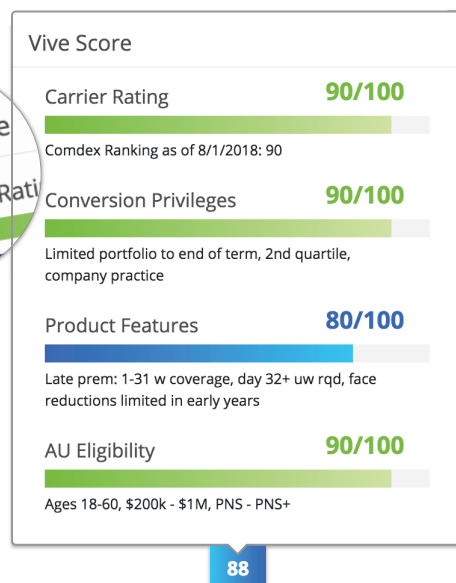 Vive Score
Carrier Rating 90/100
Comdex Ranking as of 8/1/2018: 90
Conversion Privileges 90/100
Limited portfolio to end of term, 2nd quartile,
company practice
Product Features 80/100
Late prem: 1-31 w coverage, day 32+ uw rqd, face
reductions limited in early years
AU Eligibility 90/100
Ages 18-60, $200k - $1M, PNS - PNS+
88